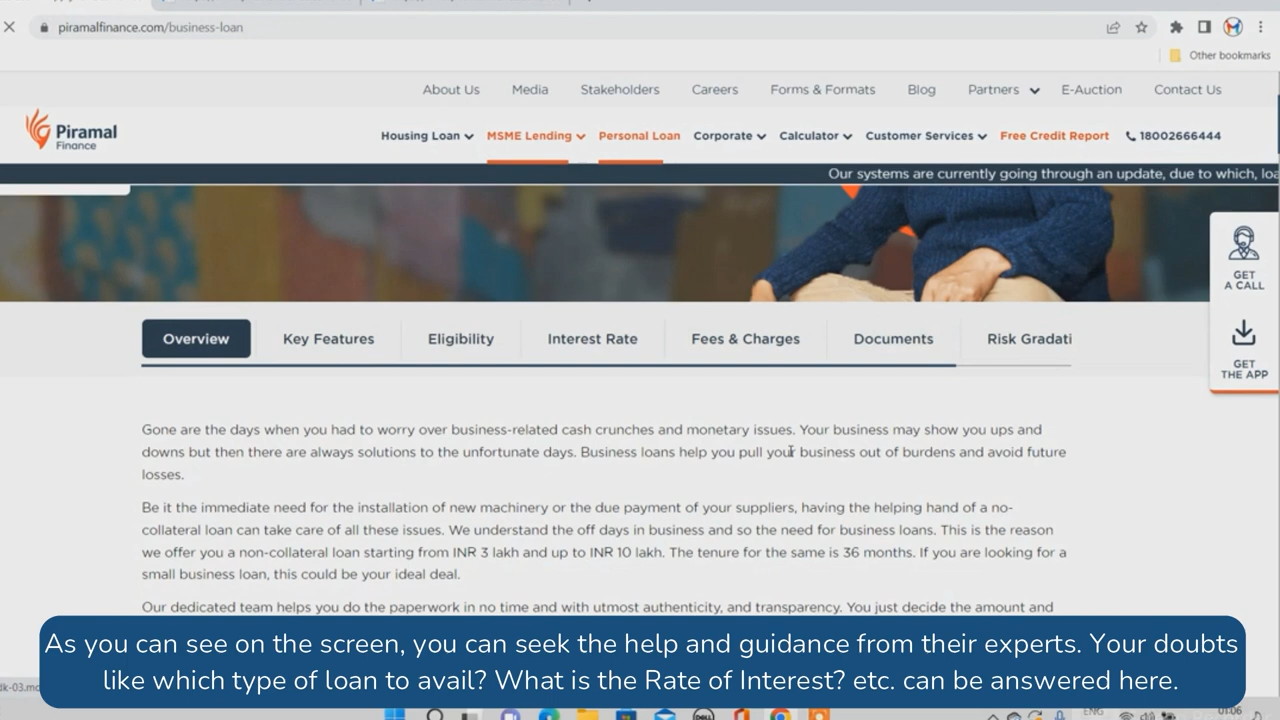 piramalfinance.com/business-loan
Other bookmarks
About Us Media Stakeholders Careers Forms & Formats Blog Partners E-Auction Contact Us
Piramal
Finance
Housing Loan MSME Lending Personal Loan Corporate Calculator Customer Services Free Credit Report 18002666444
Our systems are currently going through an update, due to which, loa
GET
A CALL
GET
THE APP
Overview Key Features Eligibility Interest Rate Fees & Charges Documents Risk Gradati
Gone are the days when you had to worry over business-related cash crunches and monetary issues. Your business may show you ups and
downs but then there are always solutions to the unfortunate days. Business loans help you pull your business out of burdens and avoid future
losses.
Be it the immediate need for the installation of new machinery or the due payment of your suppliers, having the helping hand of a no-
collateral loan can take care of all these issues. We understand the off days in business and so the need for business loans. This is the reason
we offer you a non-collateral loan starting from INR 3 lakh and up to INR 10 lakh. The tenure for the same is 36 months. If you are looking for a
small business loan, this could be your ideal deal.
Our dedicated team helps you do the paperwork in no time and with utmost authenticity, and transparency. You just decide the amount and
As you can see on the screen, you can seek the help and guidance from their experts. Your doubts
like which type of loan to avail? What is the Rate of Interest? etc. can be answered here.
ENG
01:06